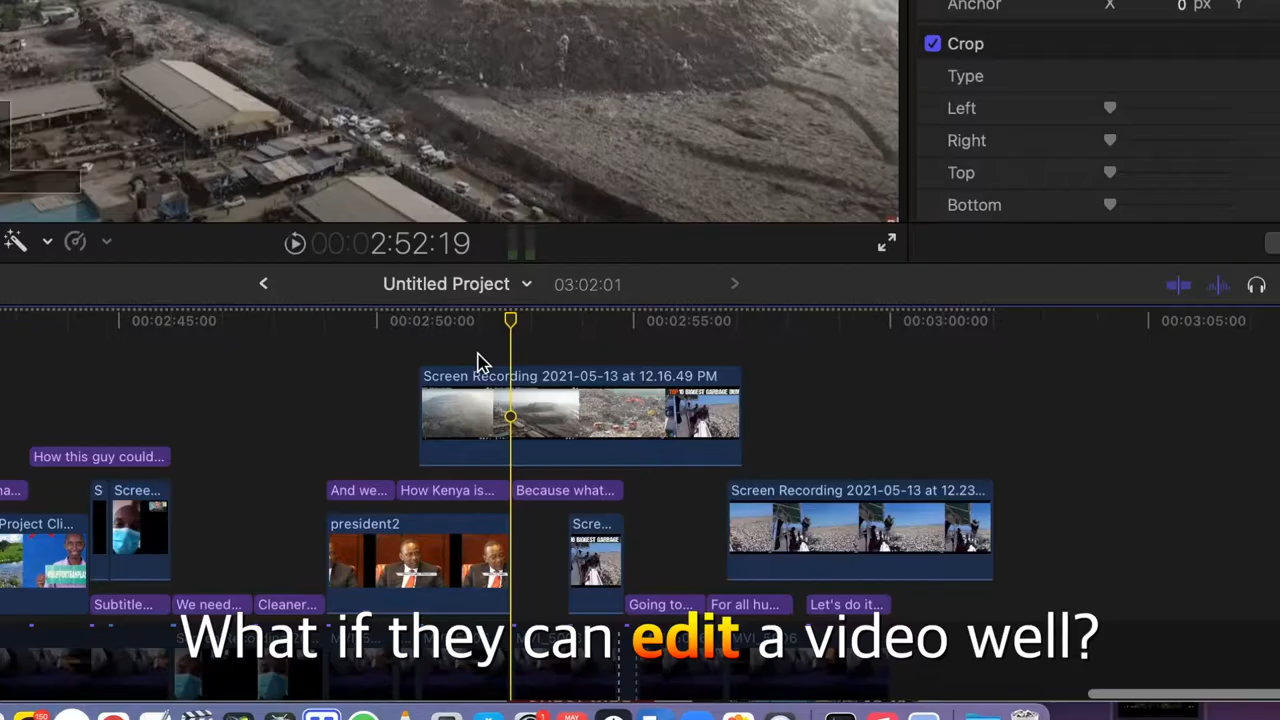 Anchor X 0 px Y
Crop
Type
Left
Right
Top
Bottom
00:02:52:19
Untitled Project 03:02:01
00:02:45:00 00:02:50:00 00:02:55:00 00:03:00:00 00:03:05:00
Screen Recording 2021-05-13 at 12.16.49 PM
How this guy could...
na... S Scree... And we... How Kenya is... Because what... Screen Recording 2021-05-13 at 12.23...
Project Cli... president2 Scre...
Subtitle... We need... Cleaner... Going to... For all hu... Let's do it...
What if they can edit a video well?
150
1
MAY